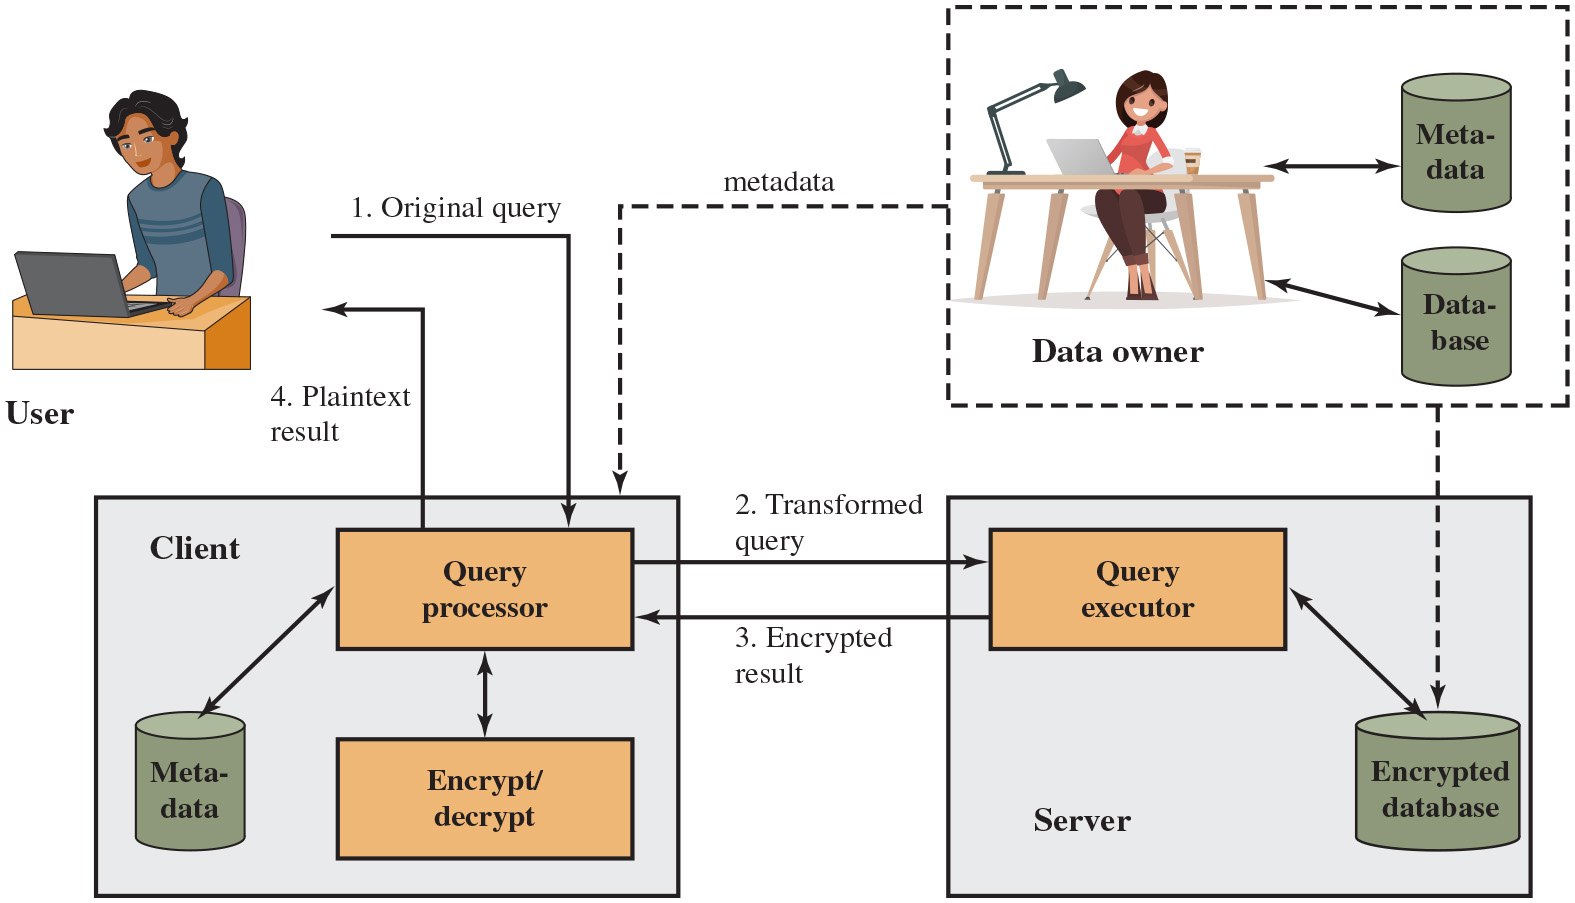 Meta-
data
metadata
1. Original query
Data-
base
Data owner
4. Plaintext
result
User
Client
2. Transformed
query
Query
processor
Query
executor
3. Encrypted
result
Meta-
data
Encrypt/
decrypt
Encrypted
database
Server